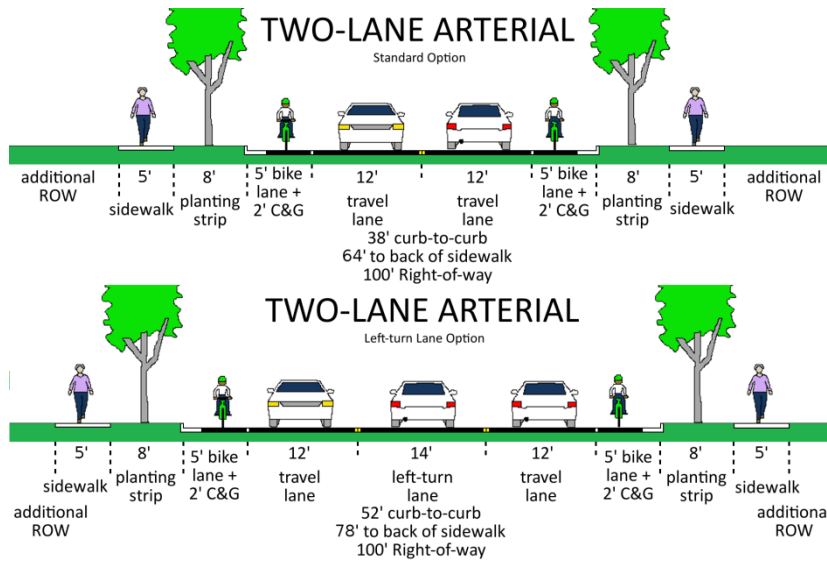 TWO-LANE ARTERIAL
Standard Option
additional
ROW
5'
sidewalk
8'
planting
strip
5' bike
lane +
2' C&G
12'
travel
lane
12'
travel
lane
5' bike
lane +
2' C&G
8'
planting
strip
5'
sidewalk
additional
ROW
38' curb-to-curb
64' to back of sidewalk
100' Right-of-way
TWO-LANE ARTERIAL
Left-turn Lane Option
additional
ROW
5'
sidewalk
8'
planting
strip
5' bike
lane +
2' C&G
12'
travel
lane
14'
left-turn
lane
12'
travel
lane
5' bike
lane +
2' C&G
8'
planting
strip
5'
sidewalk
additiona
ROW
52' curb-to-curb
78' to back of sidewalk
100' Right-of-way